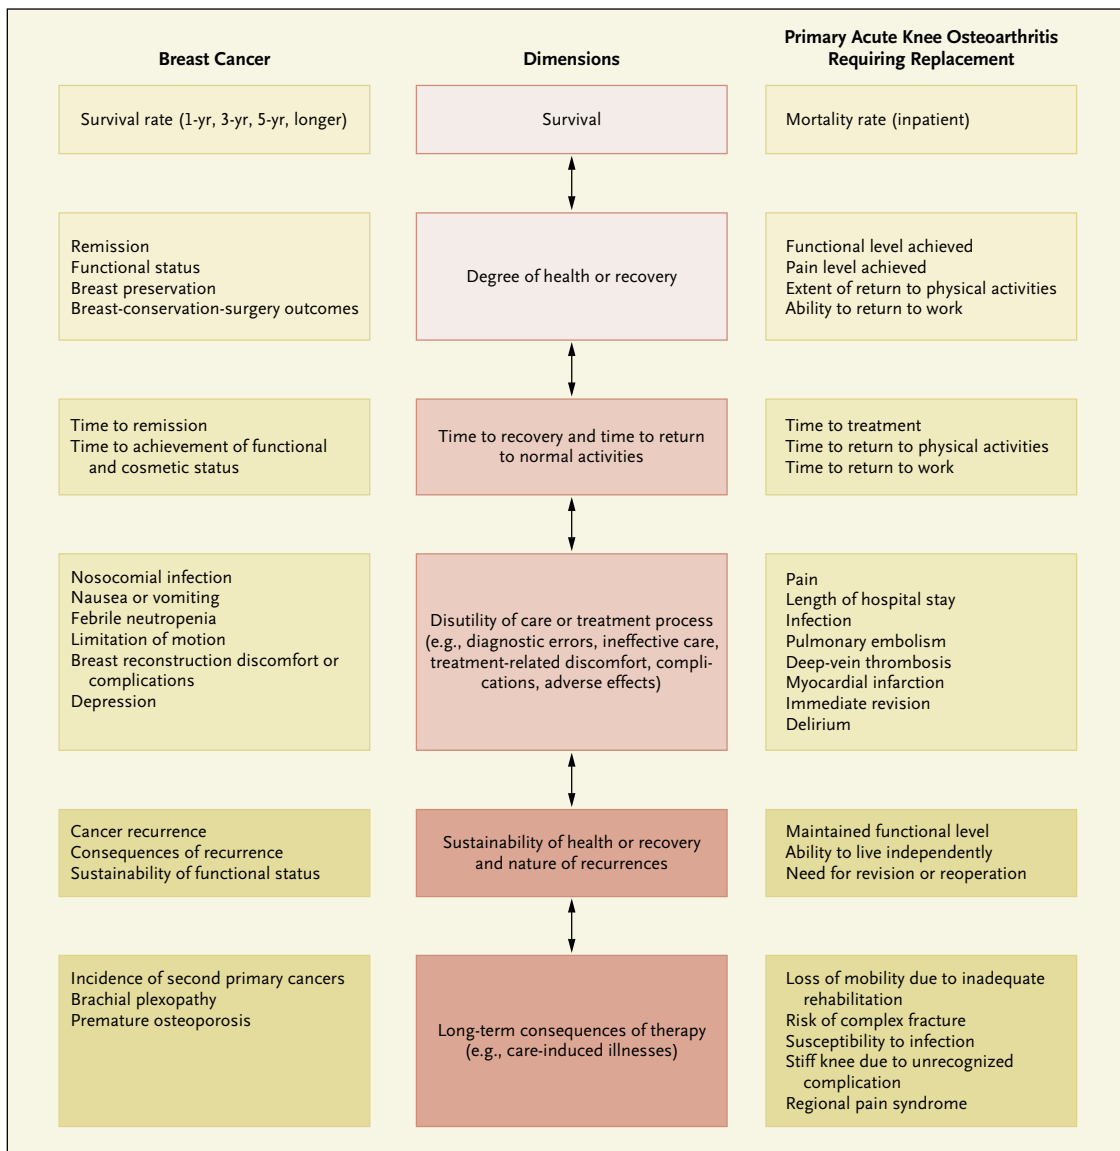 Breast Cancer
Dimensions
Primary Acute Knee Osteoarthritis
Requiring Replacement
Survival rate (1-yr, 3-yr, 5-yr, longer)
Survival
Mortality rate (inpatient)
Remission
Functional status
Breast preservation
Breast-conservation-surgery outcomes
Degree of health or recovery
Functional level achieved
Pain level achieved
Extent of return to physical activities
Ability to return to work
Time to remission
Time to achievement of functional
and cosmetic status
Time to recovery and time to return
to normal activities
Time to treatment
Time to return to physical activities
Time to return to work
Nosocomial infection
Nausea or vomiting
Febrile neutropenia
Limitation of motion
Breast reconstruction discomfort or
complications
Depression
Disutility of care or treatment process
(e.g., diagnostic errors, ineffective care,
treatment-related discomfort, compli-
cations, adverse effects)
Pain
Length of hospital stay
Infection
Pulmonary embolism
Deep-vein thrombosis
Myocardial infarction
Immediate revision
Delirium
Cancer recurrence
Consequences of recurrence
Sustainability of functional status
Sustainability of health or recovery
and nature of recurrences
Maintained functional level
Ability to live independently
Need for revision or reoperation
Incidence of second primary cancers
Brachial plexopathy
Premature osteoporosis
Long-term consequences of therapy
(e.g., care-induced illnesses)
Loss of mobility due to inadequate
rehabilitation
Risk of complex fracture
Susceptibility to infection
Stiff knee due to unrecognized
complication
Regional pain syndrome